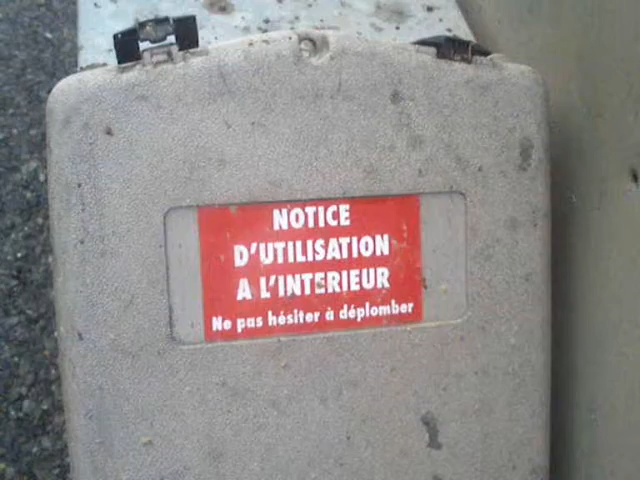 NOTICE
D'UTILISATION
A L'INTERIEUR
Ne pas hésiter à déplomber